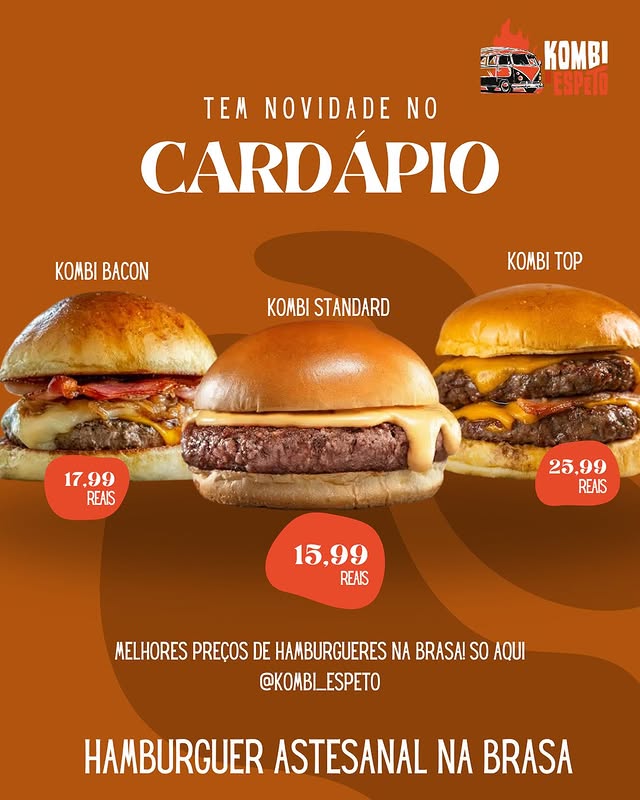 KOMBI
ESPETO
TEM NOVIDADE NO
CARDÁPIO
KOMBI BACON
KOMBI STANDARD
KOMBI TOP
17,99
REAIS
15,99
REAIS
25,99
REAIS
MELHORES PREÇOS DE HAMBURGUERES NA BRASA! SO AQUI
@KOMBI_ESPETO
HAMBURGUER ASTESANAL NA BRASA